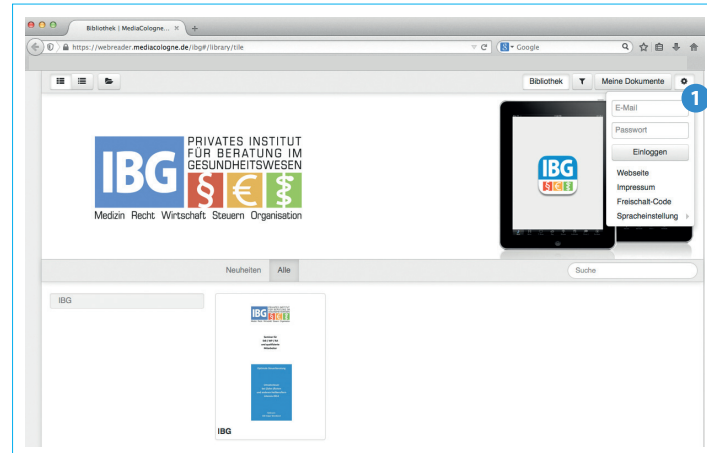 Bibliothek | MediaCologne...
https://webreader.mediacologne.de/ibg#/library/tile
Google
Bibliothek
Meine Dokumente
1
E-Mail
Passwort
Einloggen
Webseite
Impressum
Freischalt-Code
Spracheinstellung
IBG
PRIVATES INSTITUT
FÜR BERATUNG IM
GESUNDHEITSWESEN
§ € $
Medizin Recht Wirtschaft Steuern Organisation
IBG
Neuheiten Alle
Suche
IBG
IBG
IBG